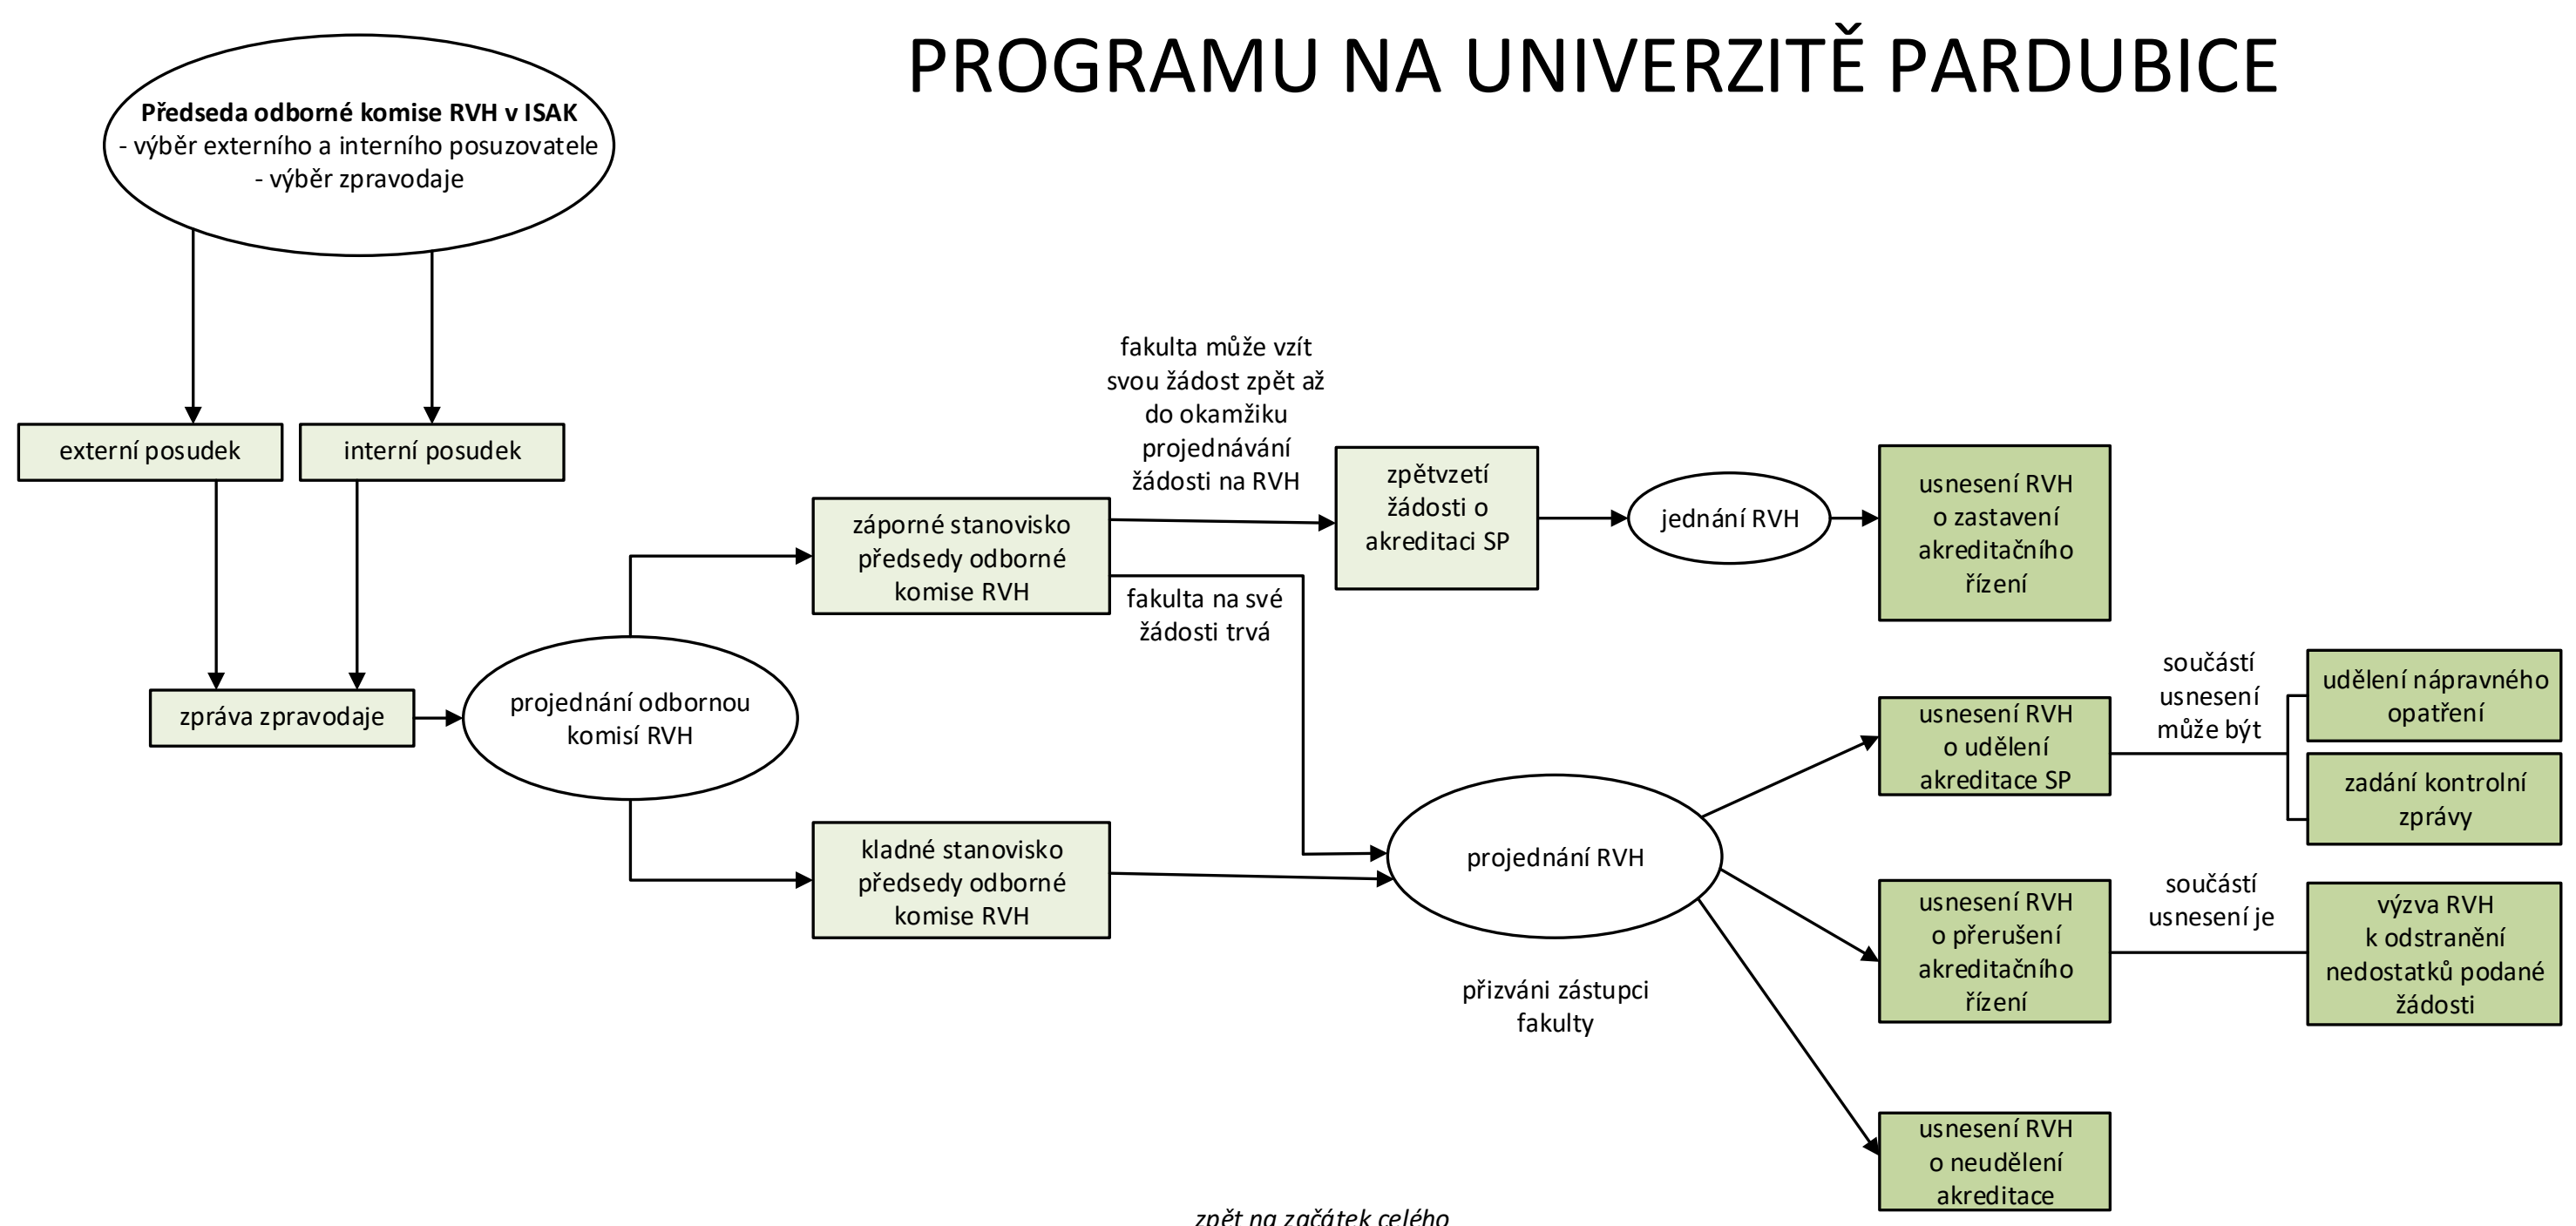 PROGRAMU NA UNIVERZITĚ PARDUBICE
Předseda odborné komise RVH v ISAK
- výběr externího a interního posuzovatele
- výběr zpravodaje
externí posudek
interní posudek
zpráva zpravodaje
projednání odbornou
komisí RVH
záporné stanovisko
předsedy odborné
komise RVH
kladné stanovisko
předsedy odborné
komise RVH
fakulta může vzít
svou žádost zpět až
do okamžiku
projednávání
žádosti na RVH
fakulta na své
žádosti trvá
zpětvzetí
žádosti o
akreditaci SP
jednání RVH
usnesení RVH
o zastavení
akreditačního
řízení
projednání RVH
přizváni zástupci
fakulty
usnesení RVH
o udělení
akreditace SP
součástí
usnesení
může být
udělení nápravného
opatření
zadání kontrolní
zprávy
usnesení RVH
o přerušení
akreditačního
řízení
součástí
usnesení je
výzva RVH
k odstranění
nedostatků podané
žádosti
usnesení RVH
o neudělení
akreditace
zpět na začátek celého